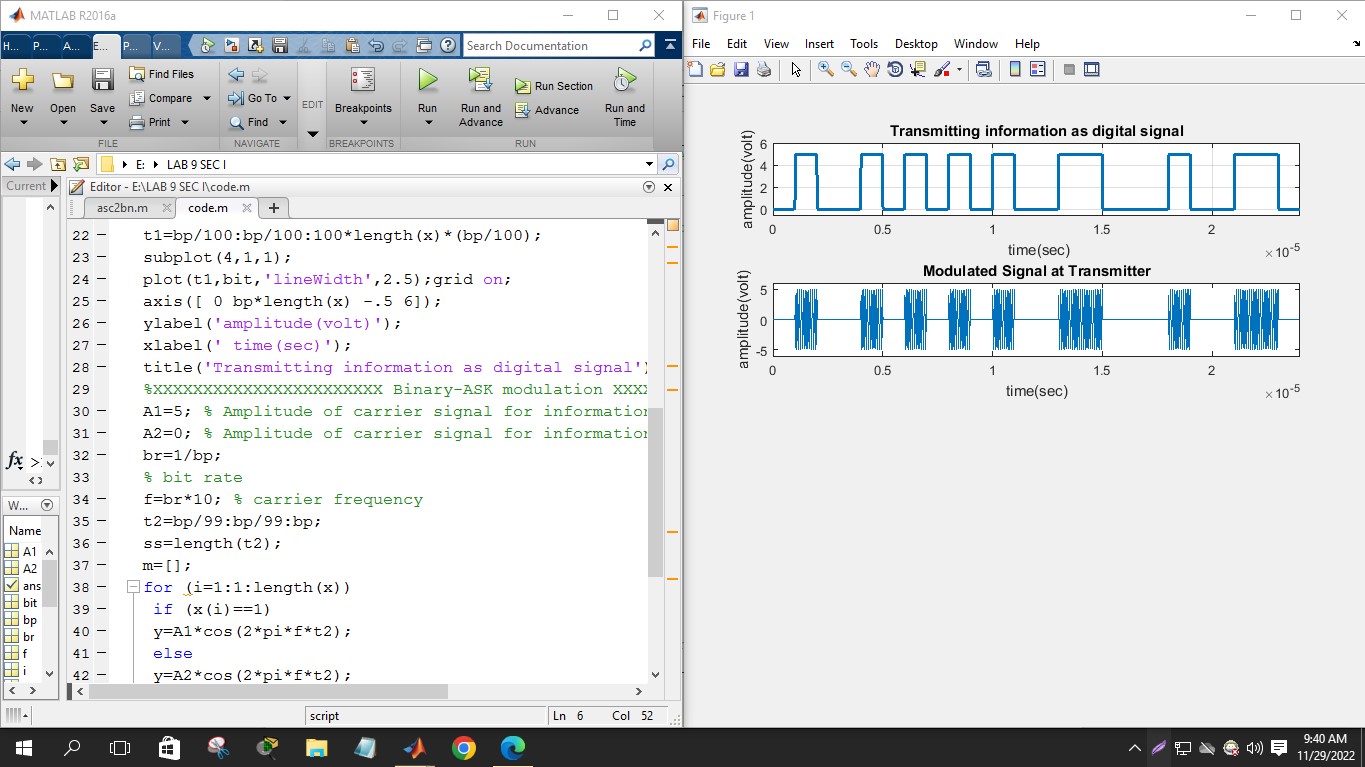 MATLAB R2016a
H... P... A... E... P... V...
Search Documentation
New
Open
Save
Find Files
Compare
Print
FILE
Go To
Find
NAVIGATE
EDIT
Breakpoints
BREAKPOINTS
Run
Run and Advance
Run Section
Advance
Run and Time
RUN
E: LAB 9 SEC I
Current
Editor - E:\LAB 9 SEC I\code.m
asc2bn.m
code.m
22 – t1=bp/100:bp/100:100*length(x)*(bp/100);
23 – subplot(4,1,1);
24 – plot(t1,bit,'lineWidth',2.5);grid on;
25 – axis([ 0 bp*length(x) -.5 6]);
26 – ylabel('amplitude(volt)');
27 – xlabel(' time(sec)');
28 – title('Transmitting information as digital signal')
29 %XXXXXXXXXXXXXXXXXXXXXXX Binary-ASK modulation XXX
30 – A1=5; % Amplitude of carrier signal for information
31 – A2=0; % Amplitude of carrier signal for information
32 – br=1/bp;
33 % bit rate
34 – f=br*10; % carrier frequency
35 – t2=bp/99:bp/99:bp;
36 – ss=length(t2);
37 – m=[];
38 – for (i=1:1:length(x))
39 – if (x(i)==1)
40 – y=A1*cos(2*pi*f*t2);
41 – else
42 – y=A2*cos(2*pi*f*t2);
fx >
W...
Name
A1
A2
ans
bit
bp
br
f
i
script
Ln 6 Col 52
Figure 1
File Edit View Insert Tools Desktop Window Help
Transmitting information as digital signal
amplitude(volt)
6
4
2
0
0 0.5 1 1.5 2
time(sec)
×10-5
Modulated Signal at Transmitter
amplitude(volt)
5
0
-5
0 0.5 1 1.5 2
time(sec)
×10-5
9:40 AM
11/29/2022